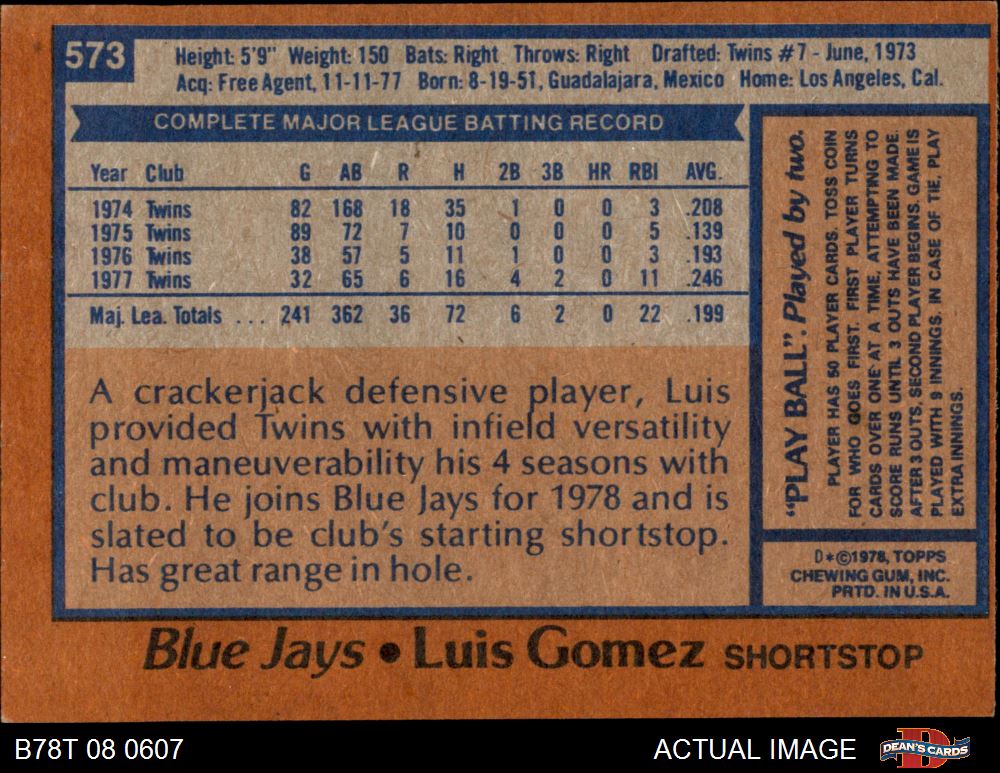 573
Height: 5'9" Weight: 150 Bats: Right Throws: Right Drafted: Twins #7 - June, 1973
Acq: Free Agent, 11-11-77 Born: 8-19-51, Guadalajara, Mexico Home: Los Angeles, Cal.
COMPLETE MAJOR LEAGUE BATTING RECORD
Year Club G AB R H 2B 3B HR RBI AVG.
1974 Twins 82 168 18 35 1 0 0 3 .208
1975 Twins 89 72 7 10 0 0 0 5 .139
1976 Twins 38 57 5 11 1 0 0 3 .193
1977 Twins 32 65 6 16 4 2 0 11 .246
Maj. Lea. Totals ... 241 362 36 72 6 2 0 22 .199
A crackerjack defensive player, Luis
provided Twins with infield versatility
and maneuverability his 4 seasons with
club. He joins Blue Jays for 1978 and is
slated to be club's starting shortstop.
Has great range in hole.
"PLAY BALL". Played by two.
PLAYER HAS 50 PLAYER CARDS. TOSS COIN
FOR WHO GOES FIRST. FIRST PLAYER TURNS
CARDS OVER ONE AT A TIME, ATTEMPTING TO
SCORE RUNS UNTIL 3 OUTS HAVE BEEN MADE.
AFTER 3 OUTS, SECOND PLAYER BEGINS. GAME IS
PLAYED WITH 9 INNINGS. IN CASE OF TIE, PLAY
EXTRA INNINGS.
D*©1978, TOPPS
CHEWING GUM, INC.
PRTD. IN U.S.A.
Blue Jays • Luis Gomez SHORTSTOP
B78T 08 0607
ACTUAL IMAGE
DEAN'S CARDS